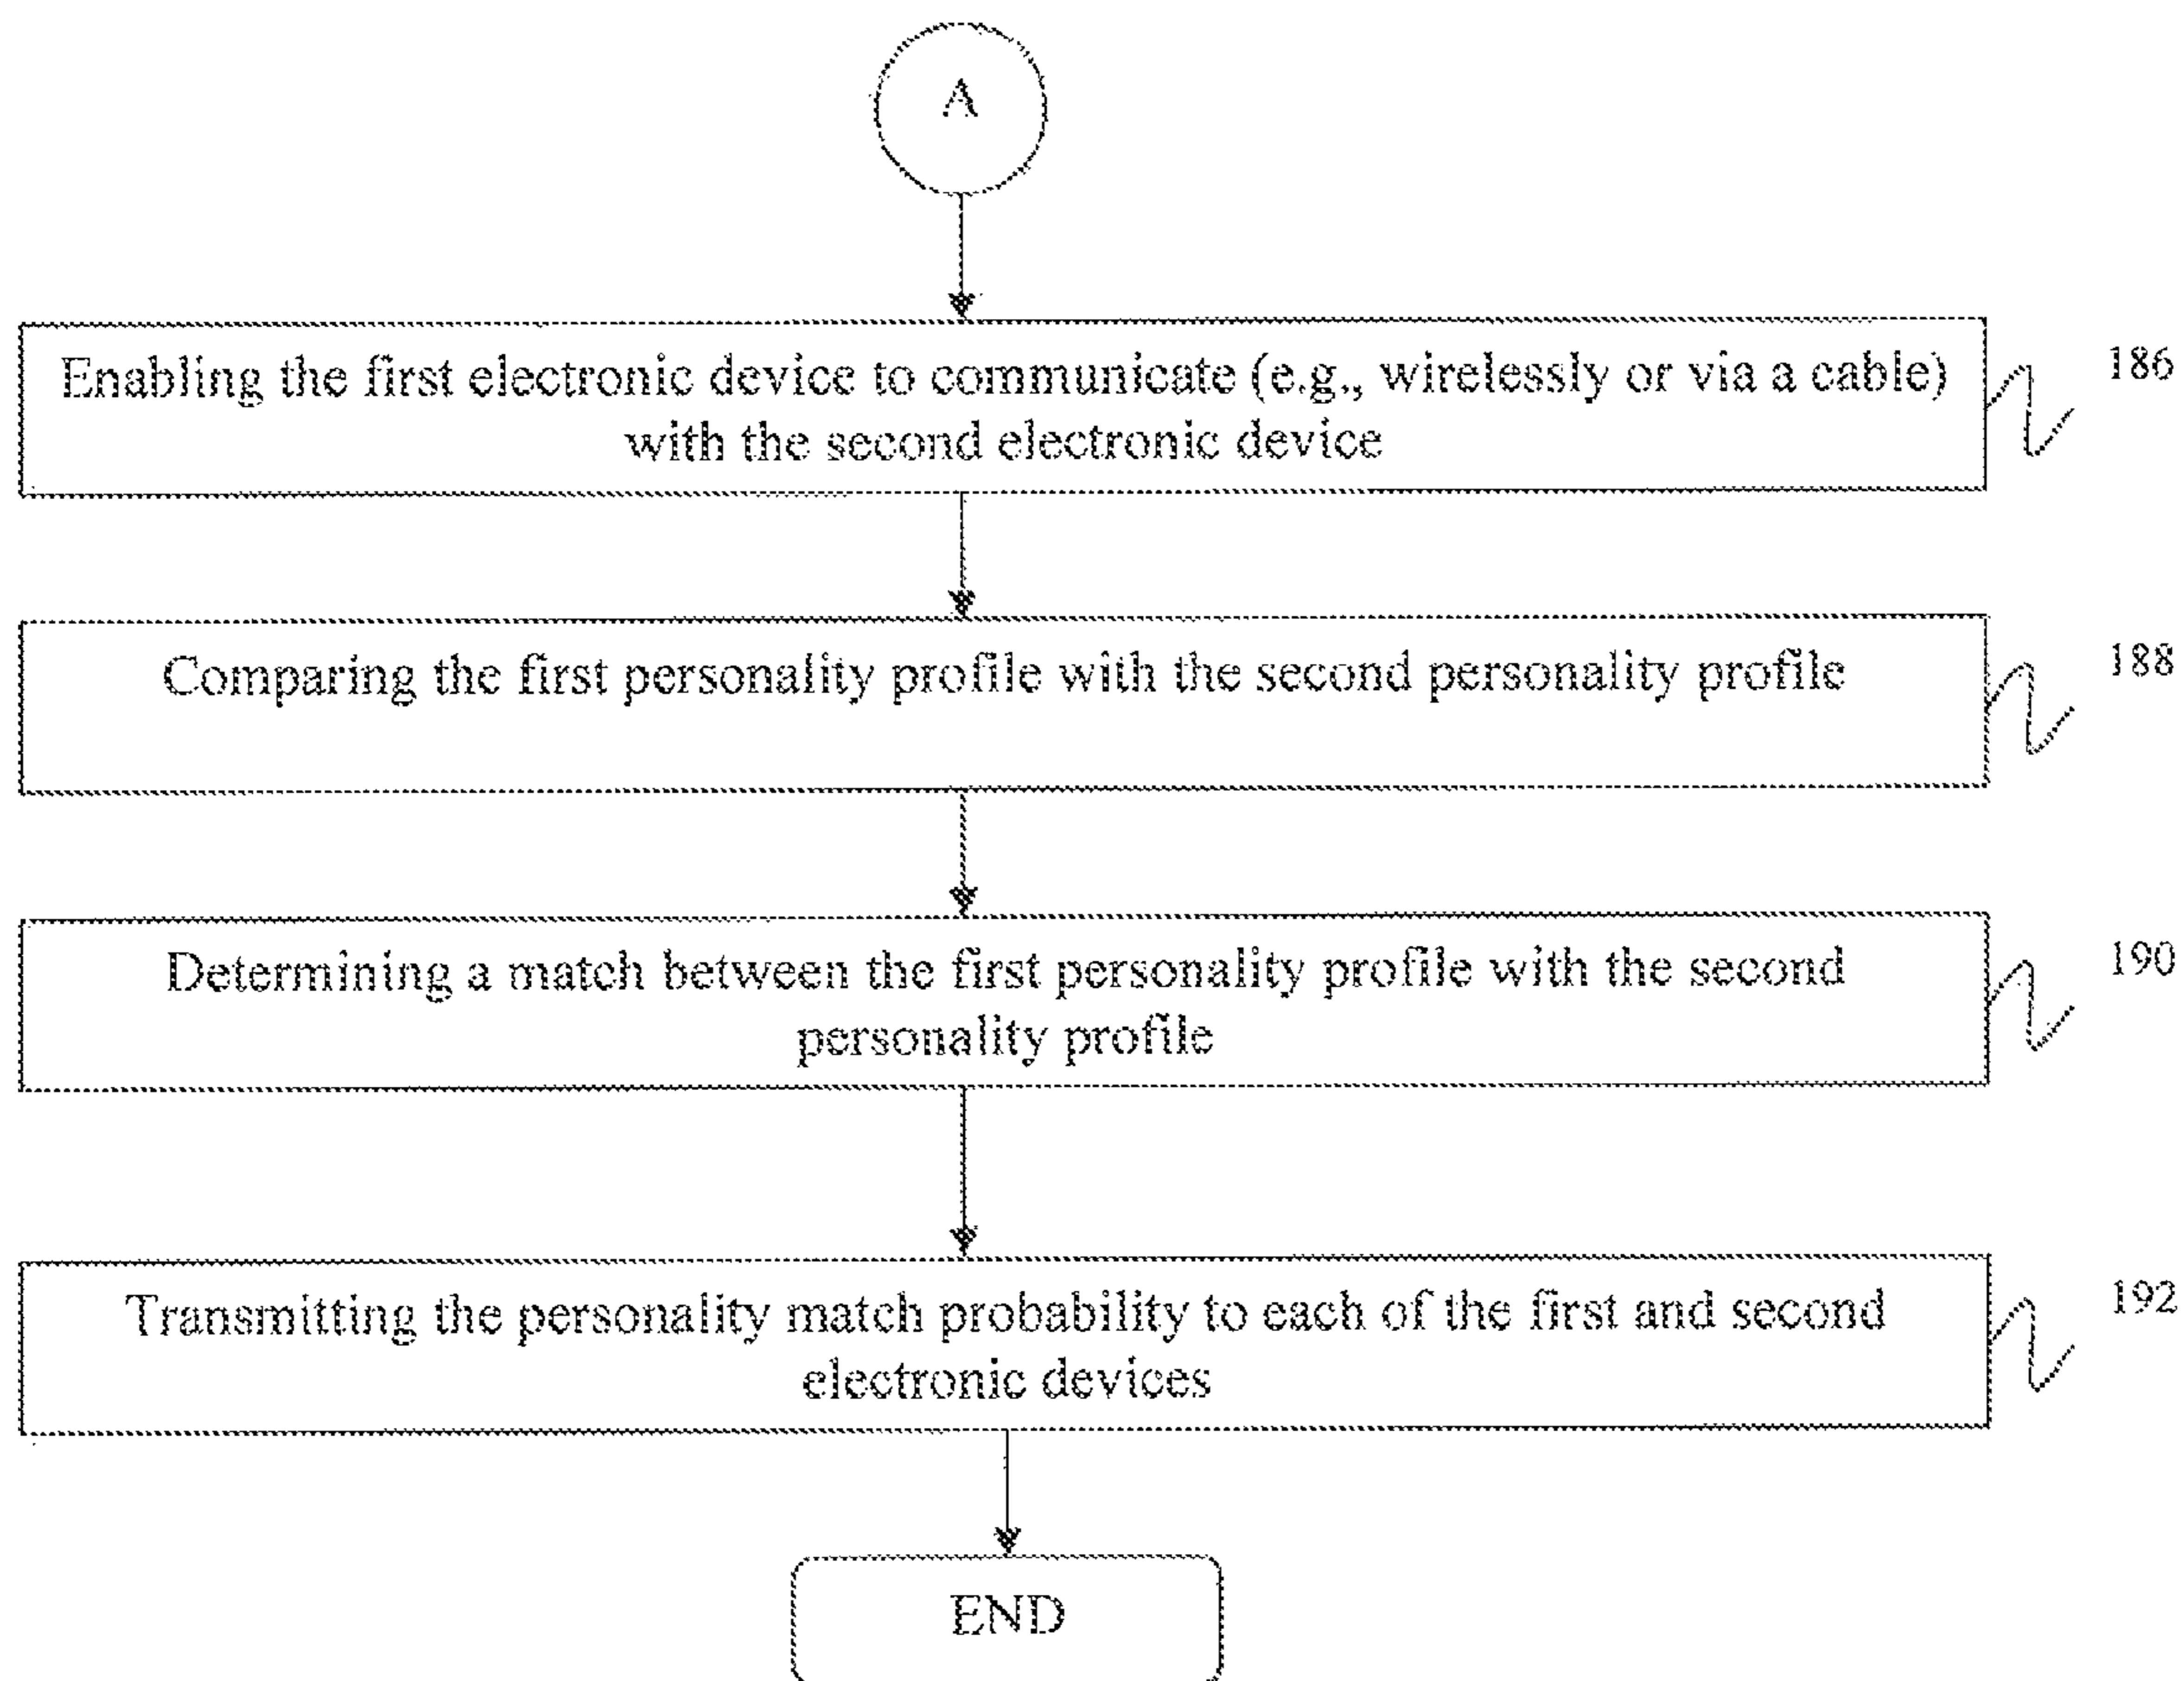 A
Enabling the first electronic device to communicate (e.g., wirelessly or via a cable)
with the second electronic device
186
Comparing the first personality profile with the second personality profile
188
Determining a match between the first personality profile with the second
personality profile
190
Transmitting the personality match probability to each of the first and second
electronic devices
192
END